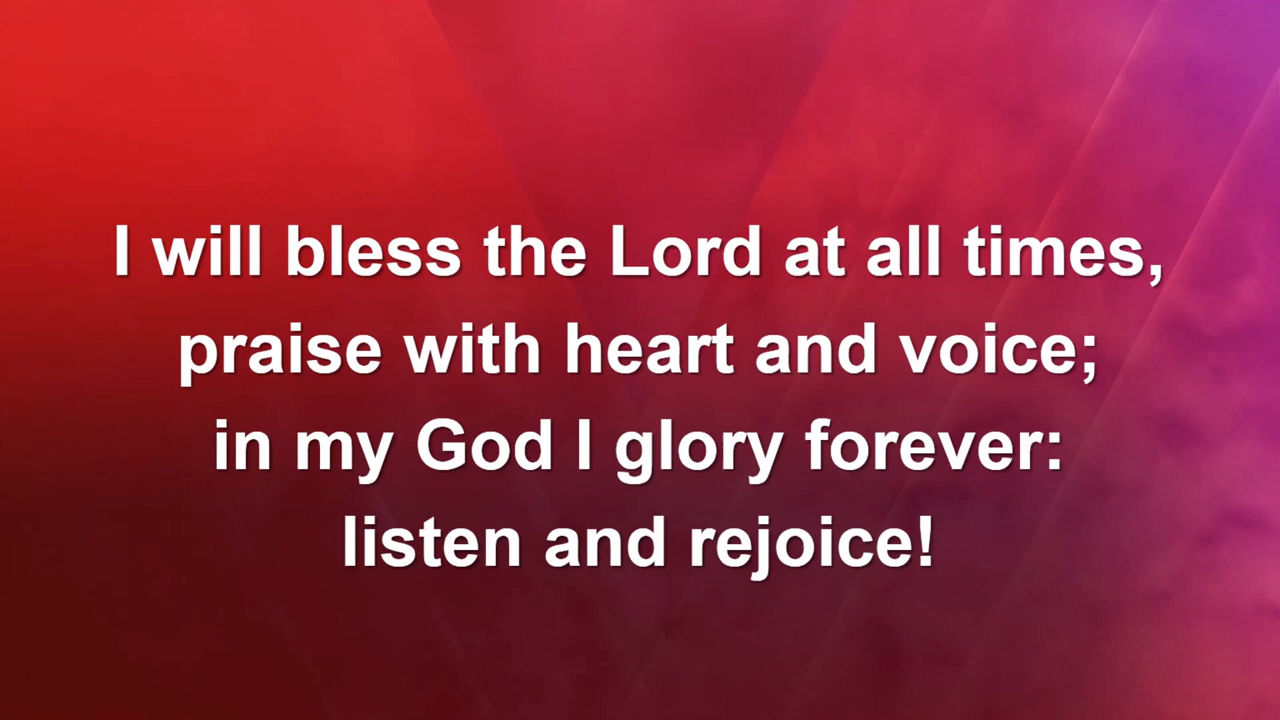 I will bless the Lord at all times,
praise with heart and voice;
in my God I glory forever:
listen and rejoice!